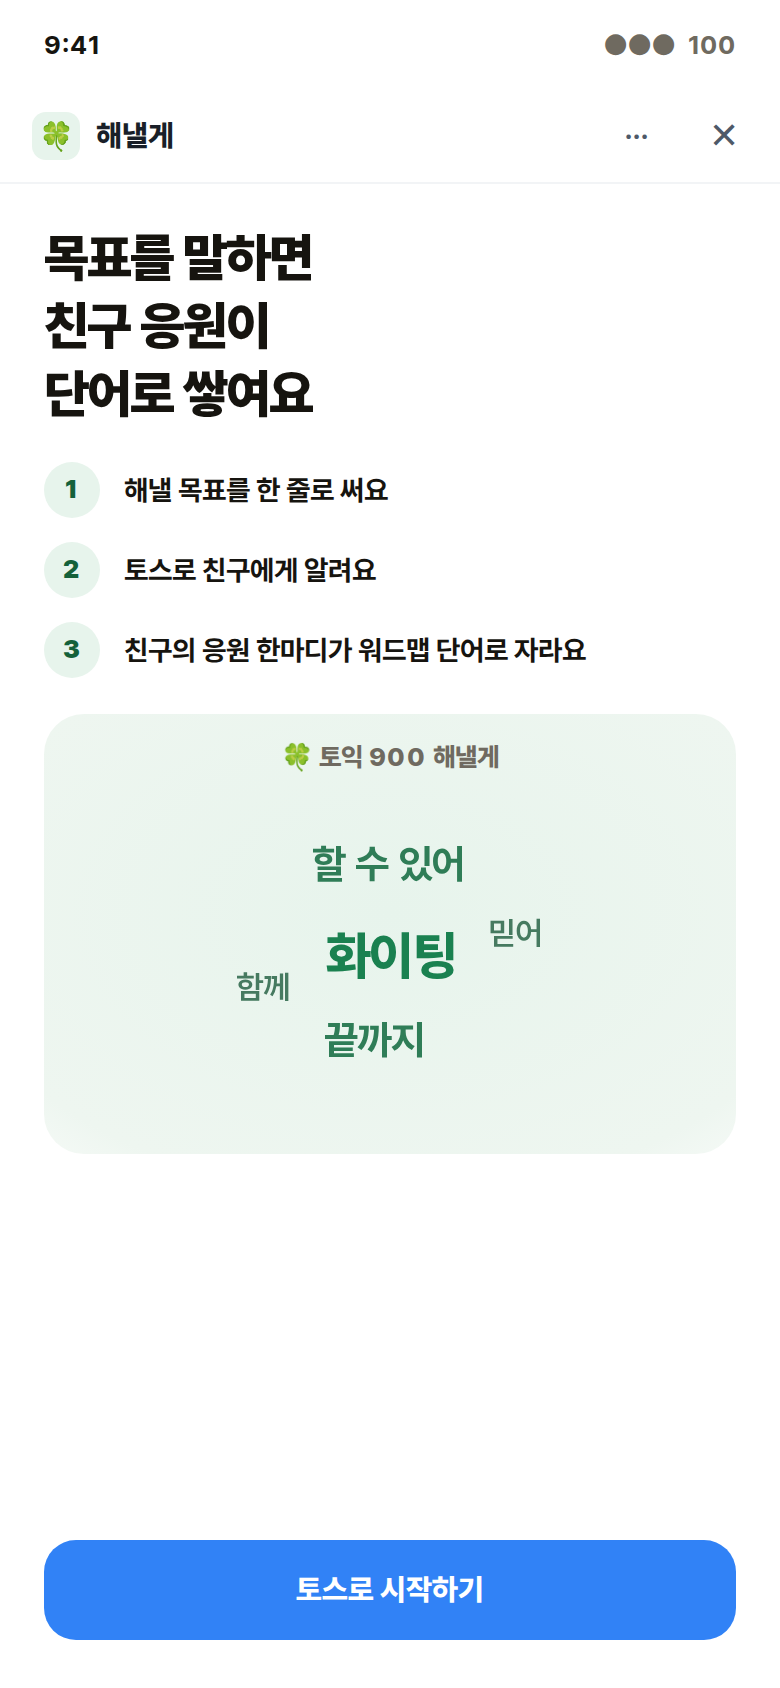 9:41
●●● 100
🍀 해낼게
··· ✕
목표를 말하면
친구 응원이
단어로 쌓여요
1 해낼 목표를 한 줄로 써요
2 토스로 친구에게 알려요
3 친구의 응원 한마디가 워드맵 단어로 자라요
🍀 토익 900 해낼게
할 수 있어
믿어
화이팅
함께
끝까지
토스로 시작하기